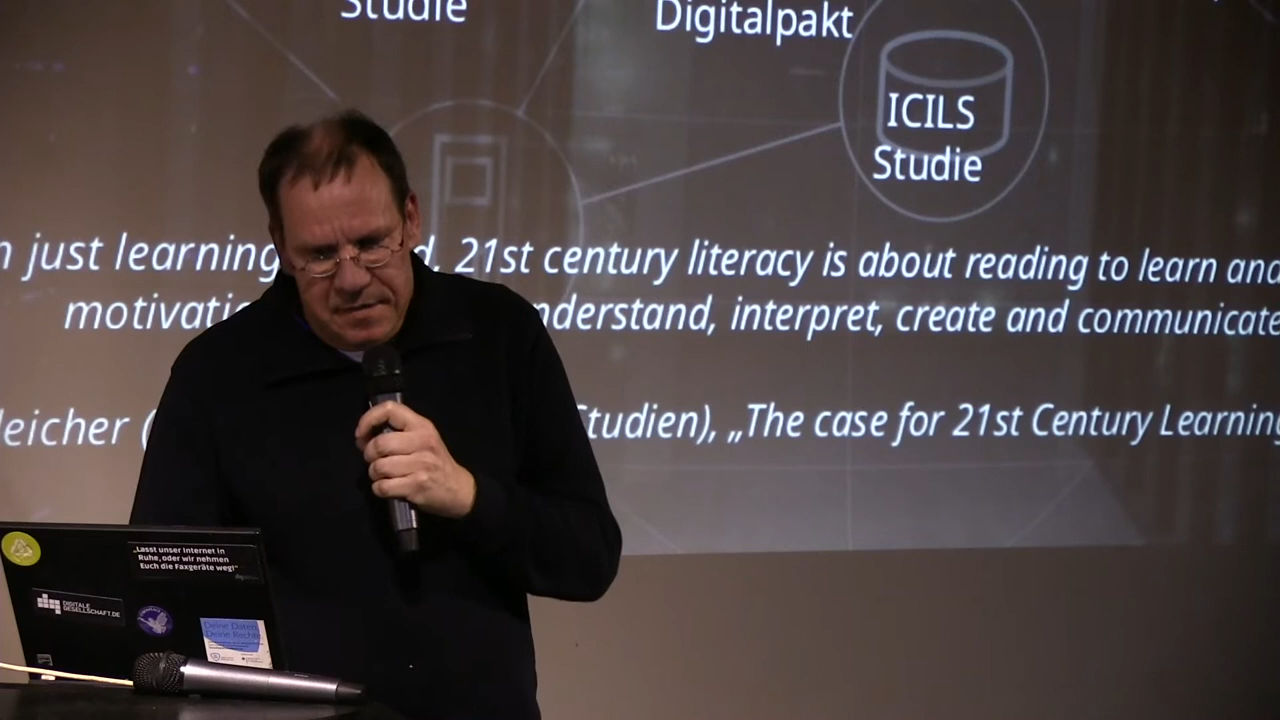 Studie
Digitalpakt
ICILS
Studie
n just learning d, 21st century literacy is about reading to learn and
motivatio nderstand, interpret, create and communicate
leicher ( Studien), „The case for 21st Century Learning
„Lasst unser Internet in
Ruhe, oder wir nehmen
Euch die Faxgeräte weg!“
DIGITALE
GESELLSCHAFT.DE
Deine Daten
Deine Rechte